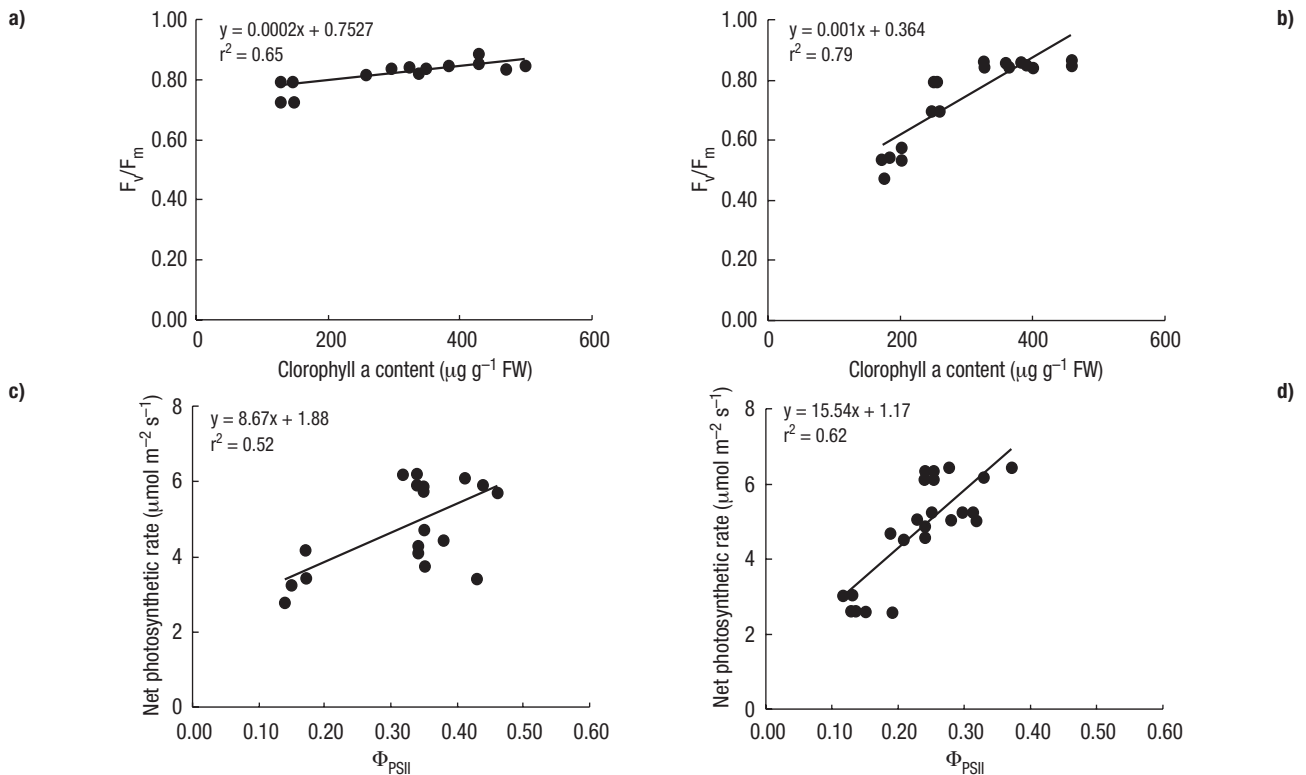 a)
y = 0.0002x + 0.7527
r² = 0.65
1.00
0.80
0.60
0.40
0.20
0.00
F_v/F_m
0
200
400
600
Clorophyll a content (μg g⁻¹ FW)
b)
y = 0.001x + 0.364
r² = 0.79
1.00
0.80
0.60
0.40
0.20
0.00
F_v/F_m
0
200
400
600
Clorophyll a content (μg g⁻¹ FW)
c)
y = 8.67x + 1.88
r² = 0.52
8
6
4
2
0
Net photosynthetic rate (μmol m⁻² s⁻¹)
0.00
0.10
0.20
0.30
0.40
0.50
0.60
Φ_PSII
d)
y = 15.54x + 1.17
r² = 0.62
8
6
4
2
0
Net photosynthetic rate (μmol m⁻² s⁻¹)
0.00
0.10
0.20
0.30
0.40
0.50
0.60
Φ_PSII